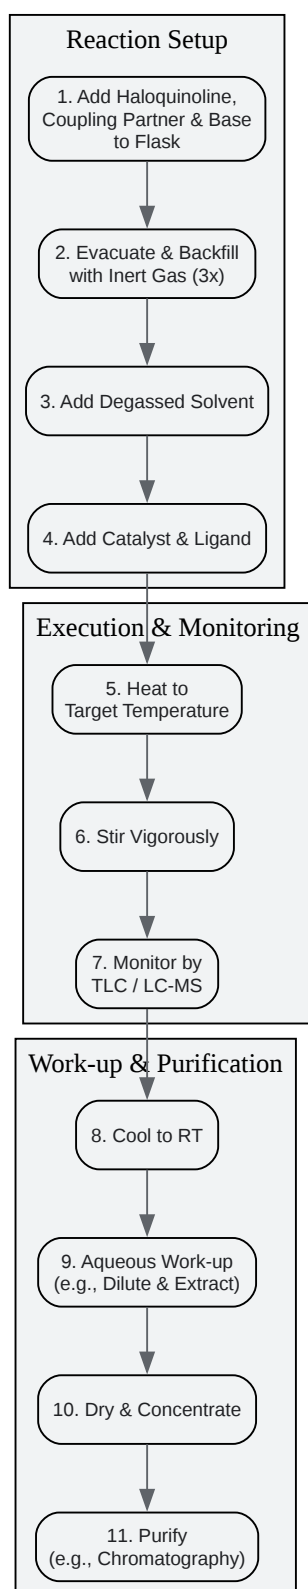 Reaction Setup
1. Add Haloquinoline,
Coupling Partner & Base
to Flask
2. Evacuate & Backfill
with Inert Gas (3x)
3. Add Degassed Solvent
4. Add Catalyst & Ligand
Execution & Monitoring
5. Heat to
Target Temperature
6. Stir Vigorously
7. Monitor by
TLC / LC-MS
Work-up & Purification
8. Cool to RT
9. Aqueous Work-up
(e.g., Dilute & Extract)
10. Dry & Concentrate
11. Purify
(e.g., Chromatography)